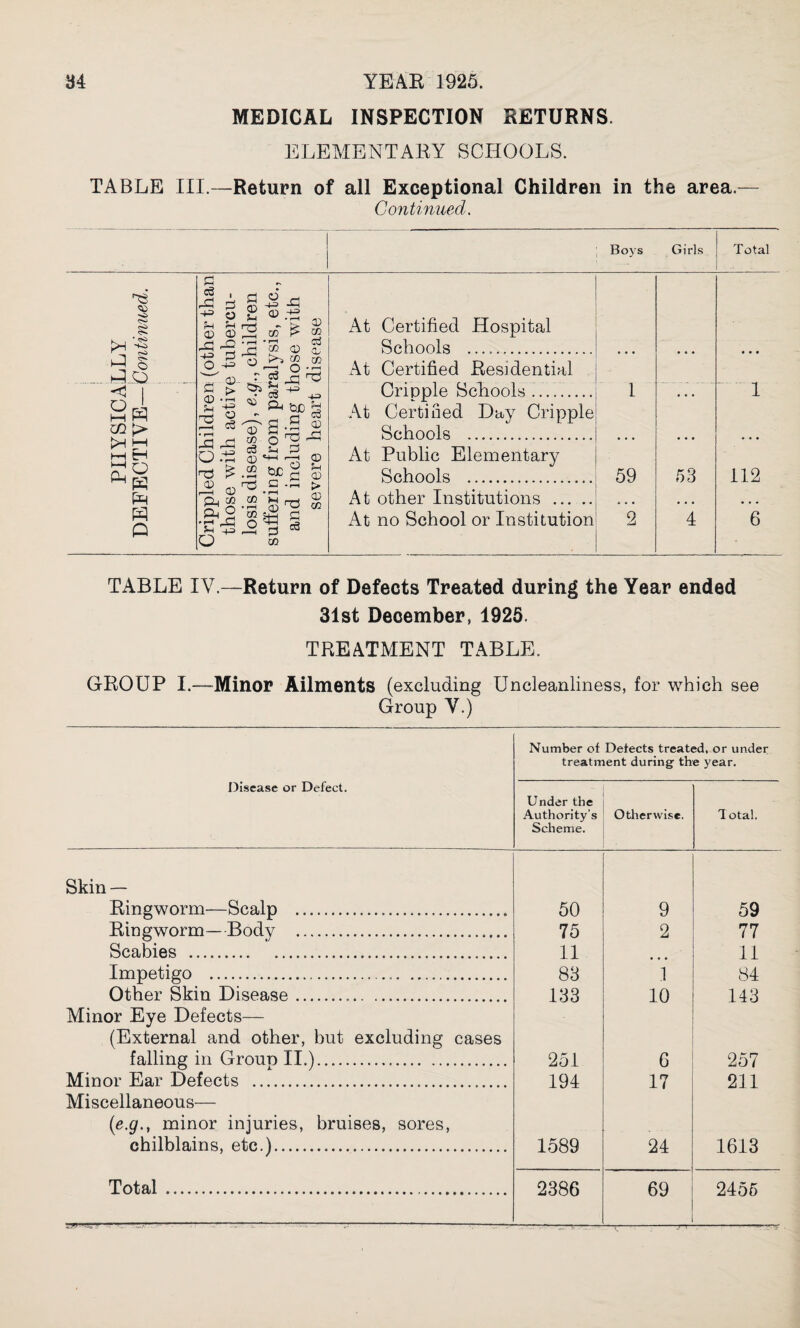 34 YEAR 1925.
MEDICAL INSPECTION RETURNS.
ELEMENTARY SCHOOLS.
TABLE III.—Return of all Exceptional Children in the area.—
Continued.
Boys Girls Total
PHYSICALLY
DEFECTIVE—Continued.
Crippled Children (other than
those with active tubercu-
losis disease), e.g., children
suffering from paralysis, etc.,
and including those with
severe heart disease
At Certified Hospital
Schools ..................... ... ... ...
At Certified Residential
Cripple Schools.......... 1 ... 1
At Certified Day Cripple
Schools ..................... ... ... ...
At Public Elementary
Schools ..................... 59 53 112
At other Institutions ... .. ... ... ...
At no School or Institution 2 4 6
TABLE IV.—Return of Defects Treated during the Year ended
31st December, 1925.
TREATMENT TABLE.
GROUP I.—Minor Ailments (excluding Uncleanliness, for which see
Group V.)
Disease or Defect.
Number of Defects treated, or under
treatment during the year.
Under the
Authority's
Scheme.
Otherwise.
Total.
Skin—
Ringworm—Scalp .................................... 50 9 59
Ringworm—Body .................................... 75 2 77
Scabies ......... .................................... 11 ... 11
Impetigo ............................................. 83 1 84
Other Skin Disease .................................. 133 10 143
Minor Eye Defects—
(External and other, but excluding cases
falling in Group II.)................................ 251 6 257
Minor Ear Defects ...................................... 194 17 211
Miscellaneous—
(e.g., minor injuries, bruises, sores,
chilblains, etc.)...................................... 1589 24 1613
Total .................................................. 2386 69 2455